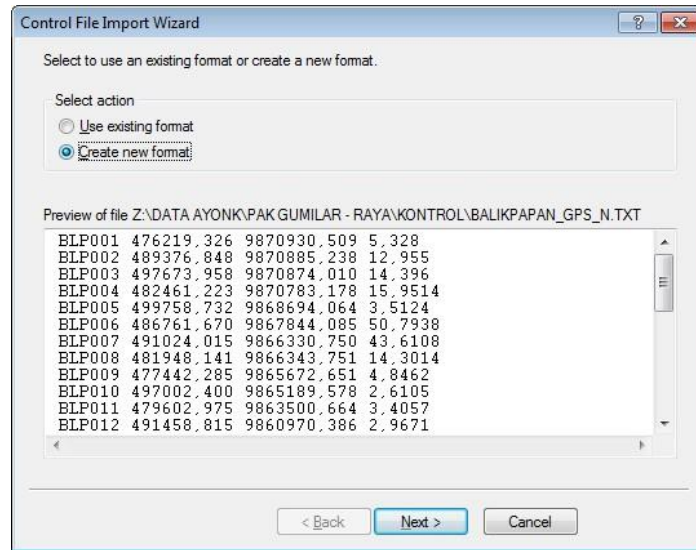 Control File Import Wizard
Select to use an existing format or create a new format.
Select action
Use existing format
Create new format
Preview of file Z:\DATA AYONK\PAK GUMILAR - RAYA\KONTROL\BALIKPAPAN_GPS_N.TXT
BLP001 476219,326 9870930,509 5,328
BLP002 489376,848 9870885,238 12,955
BLP003 497673,958 9870874,010 14,396
BLP004 482461,223 9870783,178 15,9514
BLP005 499758,732 9868694,064 3,5124
BLP006 486761,670 9867844,085 50,7938
BLP007 491024,015 9866330,750 43,6108
BLP008 481948,141 9866343,751 14,3014
BLP009 477442,285 9865672,651 4,8462
BLP010 497002,400 9865189,578 2,6105
BLP011 479602,975 9863500,664 3,4057
BLP012 491458,815 9860970,386 2,9671
< Back Next > Cancel